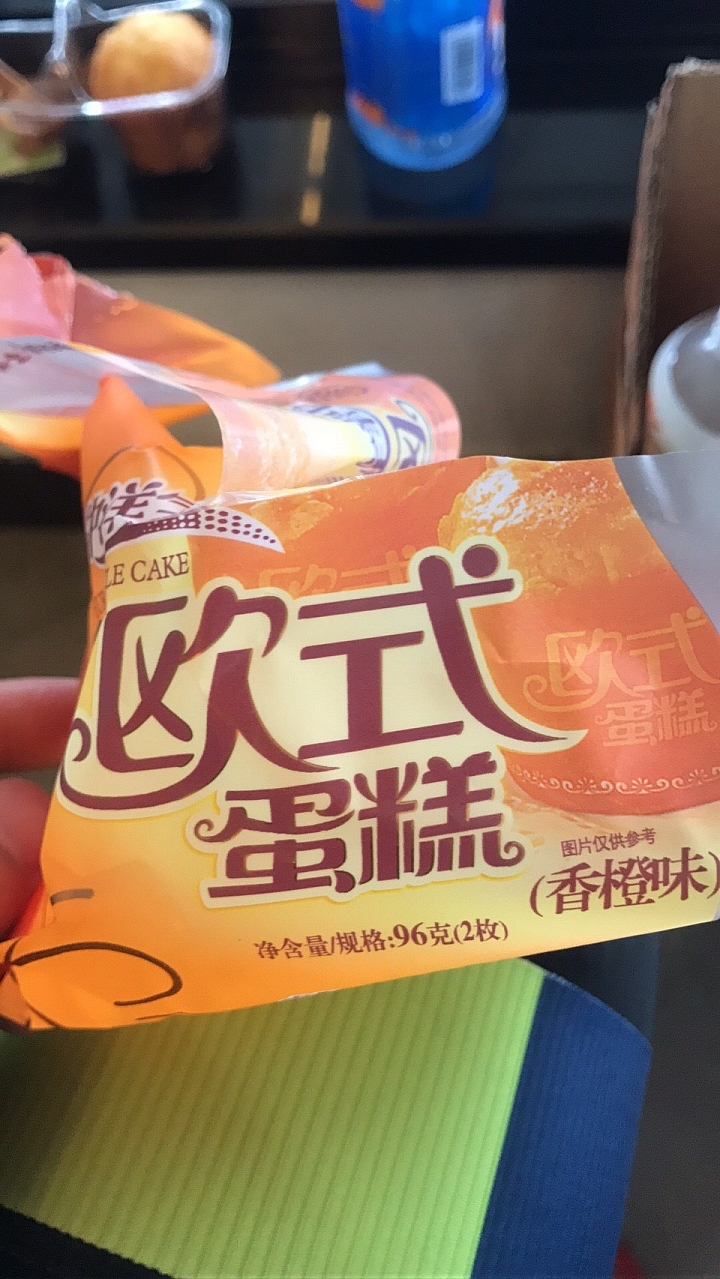 LE CAKE
欧式
蛋糕
欧式
蛋糕
图片仅供参考
(香橙味)
净含量/规格:96克(2枚)